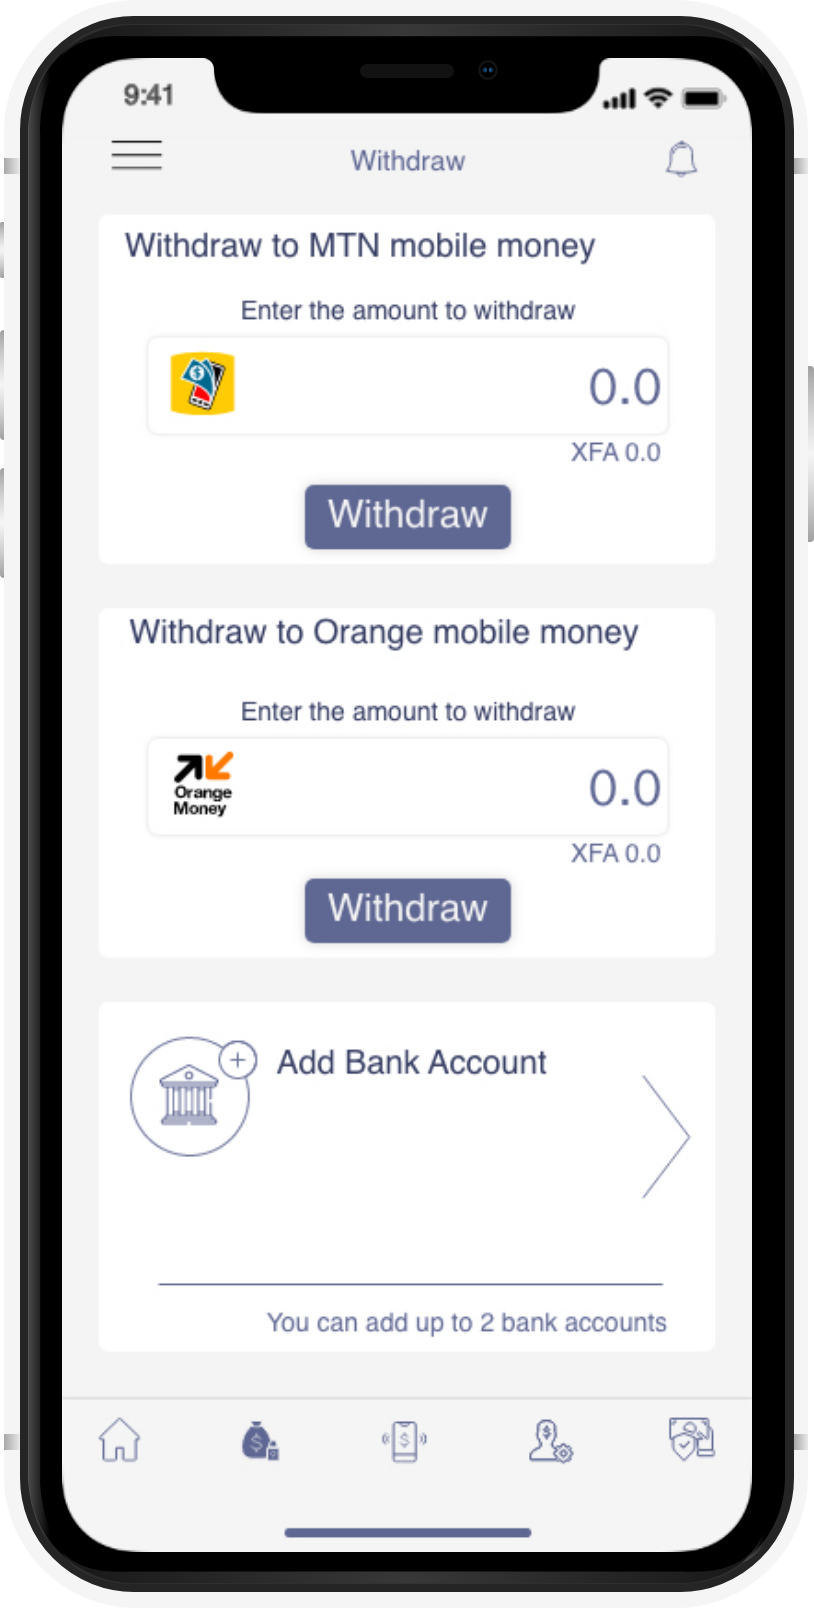 9:41
Withdraw
Withdraw to MTN mobile money
Enter the amount to withdraw
0.0
XFA 0.0
Withdraw
Withdraw to Orange mobile money
Enter the amount to withdraw
Orange
Money
0.0
XFA 0.0
Withdraw
Add Bank Account
You can add up to 2 bank accounts